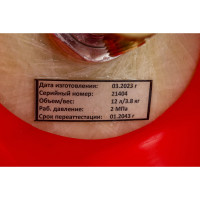 Дата изготовления: 03.2023 г
Серийный номер: 21404
Объем/вес: 12 л/3.8 кг
Раб. давление: 2 МПа
Срок переаттестации: 01.2043 г